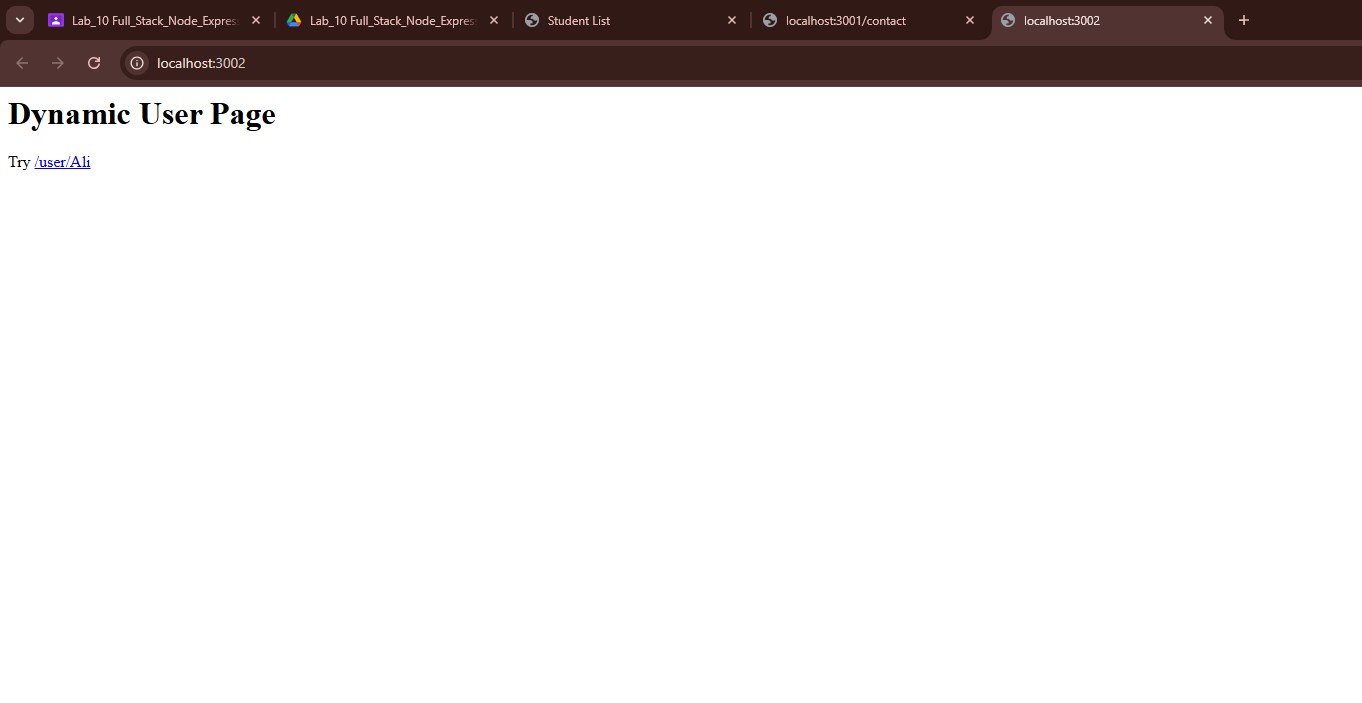 Lab_10 Full_Stack_Node_Expres
Lab_10 Full_Stack_Node_Expres
Student List
localhost:3001/contact
localhost:3002
localhost:3002
Dynamic User Page
Try /user/Ali